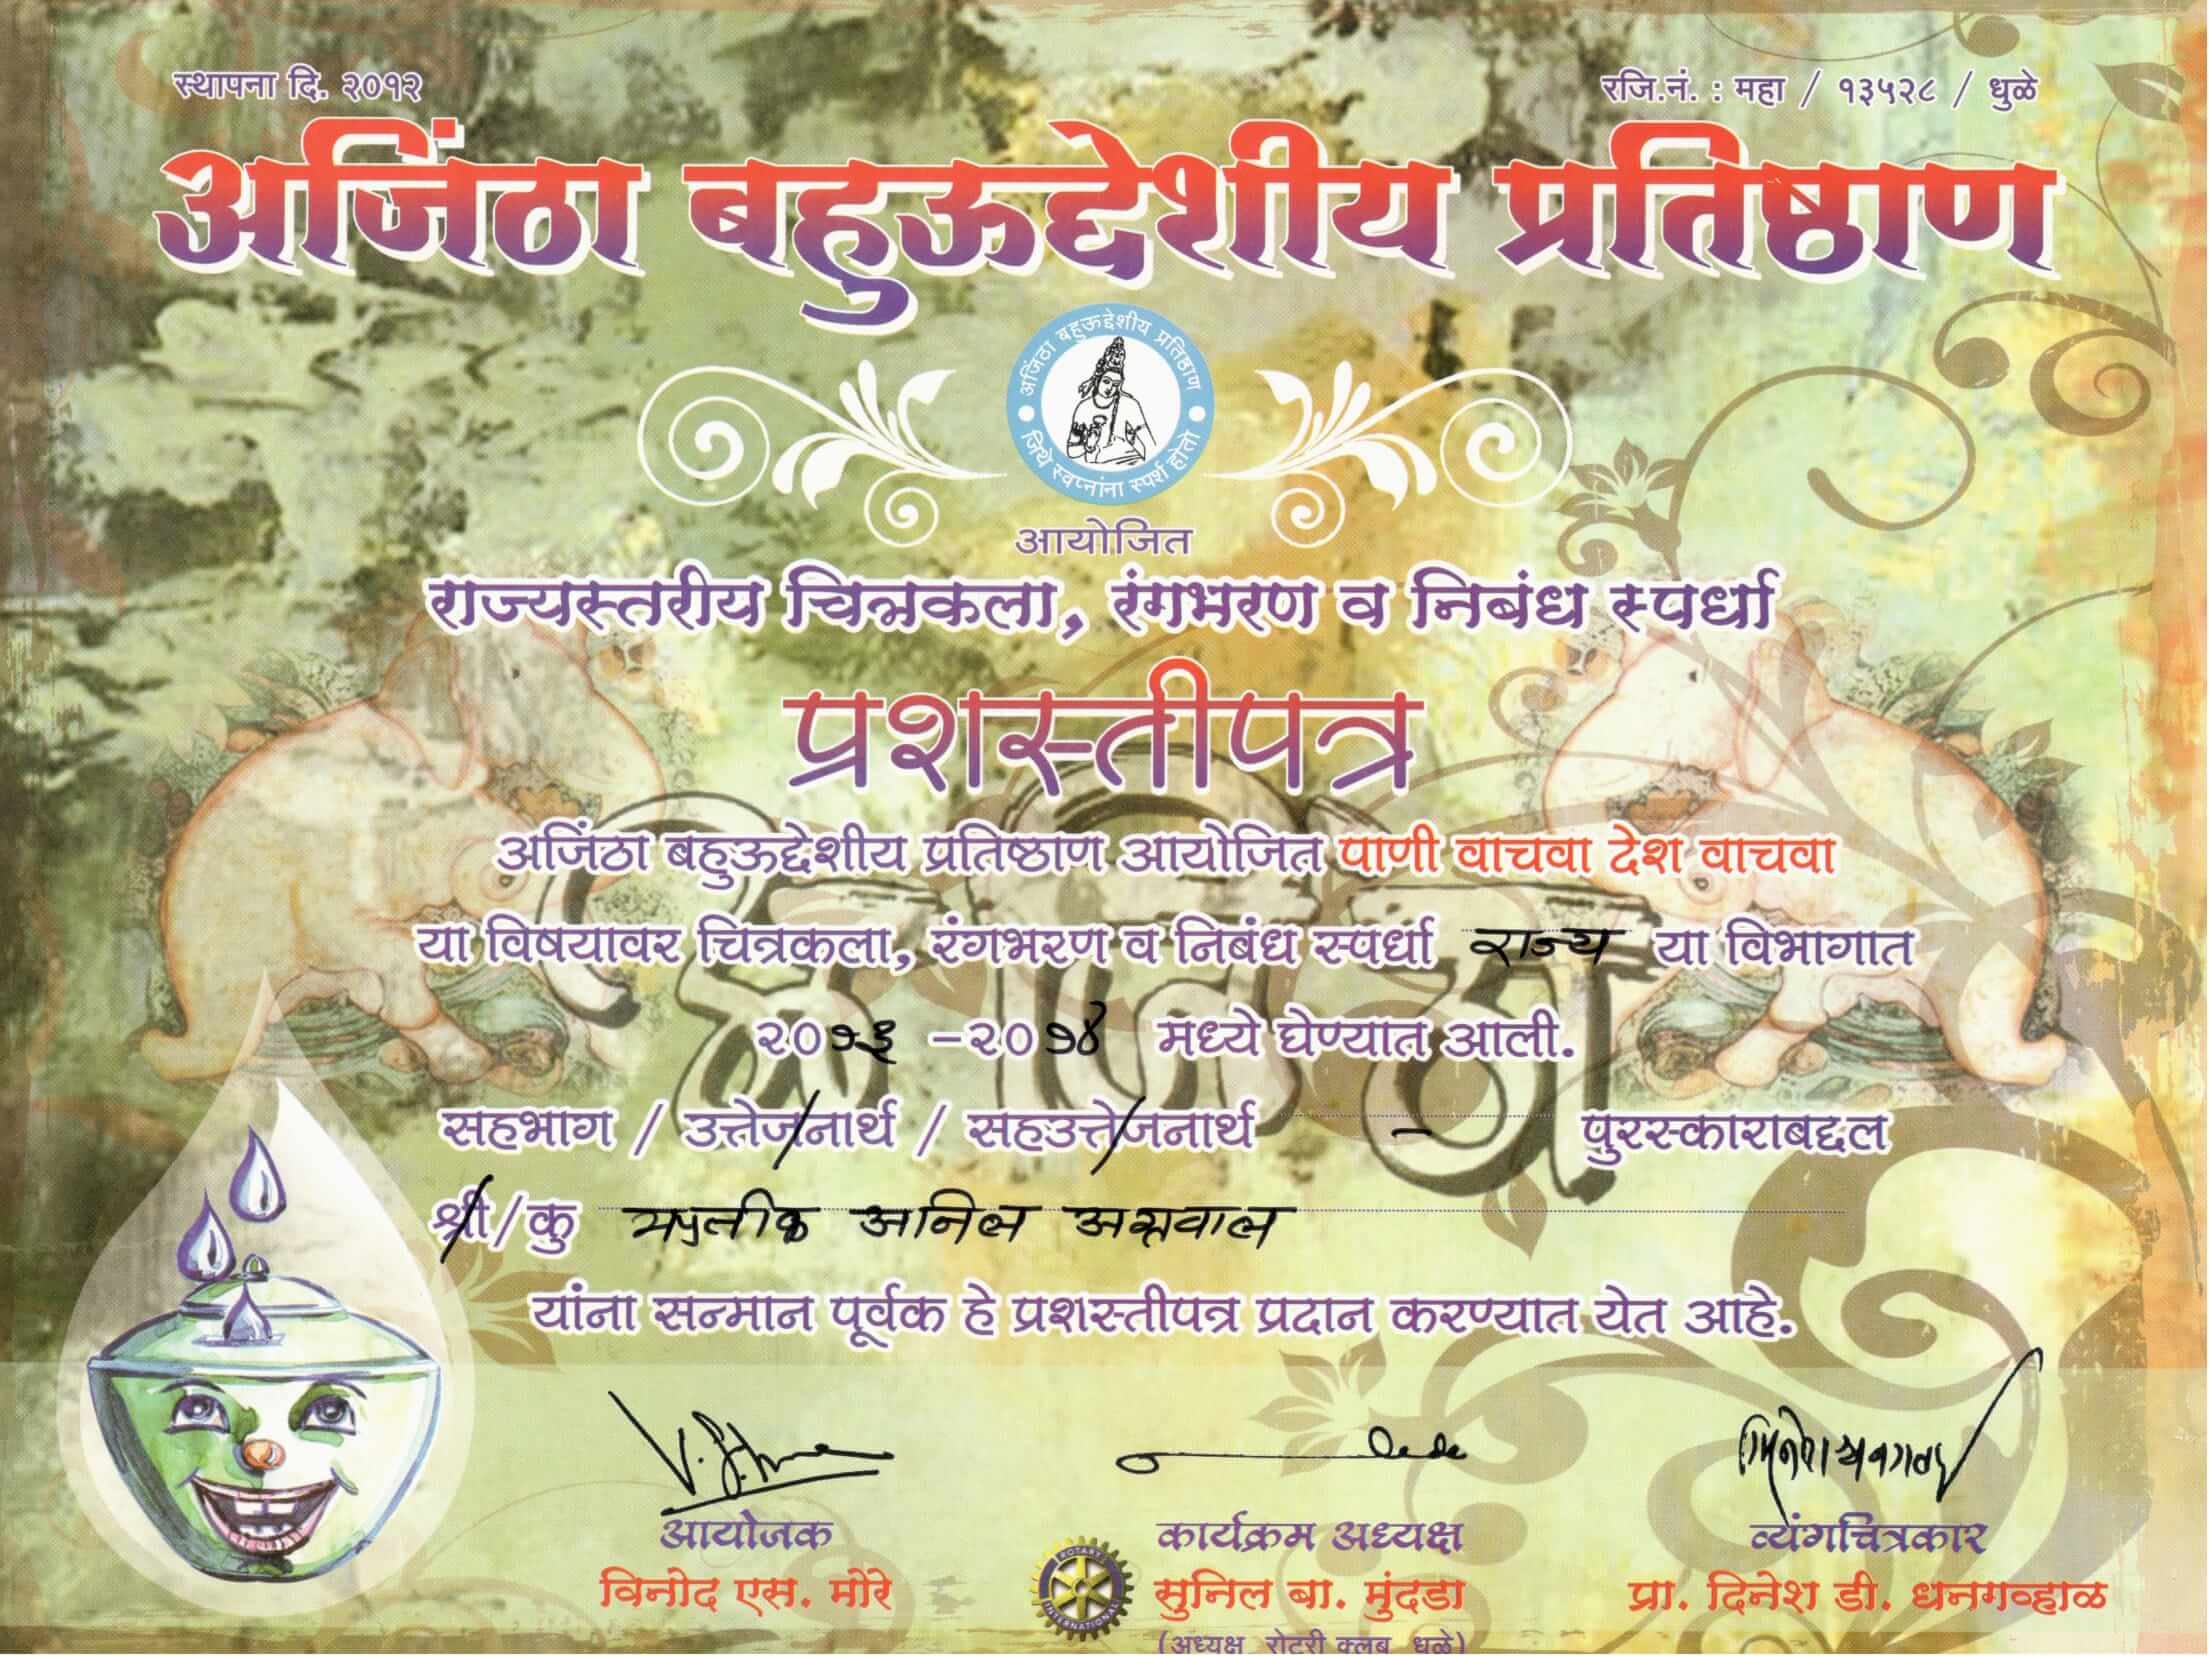 स्थापना दि. २०१२
रजि.नं. : महा / १३५२८ / धुळे
अजिंठा बहुऊद्देशीय प्रतिष्ठाण
अजिंठा बहुऊद्देशीय प्रतिष्ठाण
जिथे स्वप्नांना स्पर्श होतो
आयोजित
राज्यस्तरीय चित्रकला, रंगभरण व निबंध स्पर्धा
प्रशस्तीपत्र
अजिंठा बहुऊद्देशीय प्रतिष्ठाण आयोजित पाणी वाचवा देश वाचवा
या विषयावर चित्रकला, रंगभरण व निबंध स्पर्धा राज्य या विभागात
२०१३ -२०१४ मध्ये घेण्यात आली.
सहभाग / उत्तेजनार्थ / सहउत्तेजनार्थ - पुरस्काराबद्दल
श्री/कु अनिल अग्रवाल
यांना सन्मान पूर्वक हे प्रशस्तीपत्र प्रदान करण्यात येत आहे.
आयोजक
विनोद एस. मोरे
ROTARY INTERNATIONAL
कार्यक्रम अध्यक्ष
सुनिल बा. मुंदडा
(अध्यक्ष रोटरी क्लब धुळे)
व्यंगचित्रकार
प्रा. दिनेश डी. धनगव्हाळ